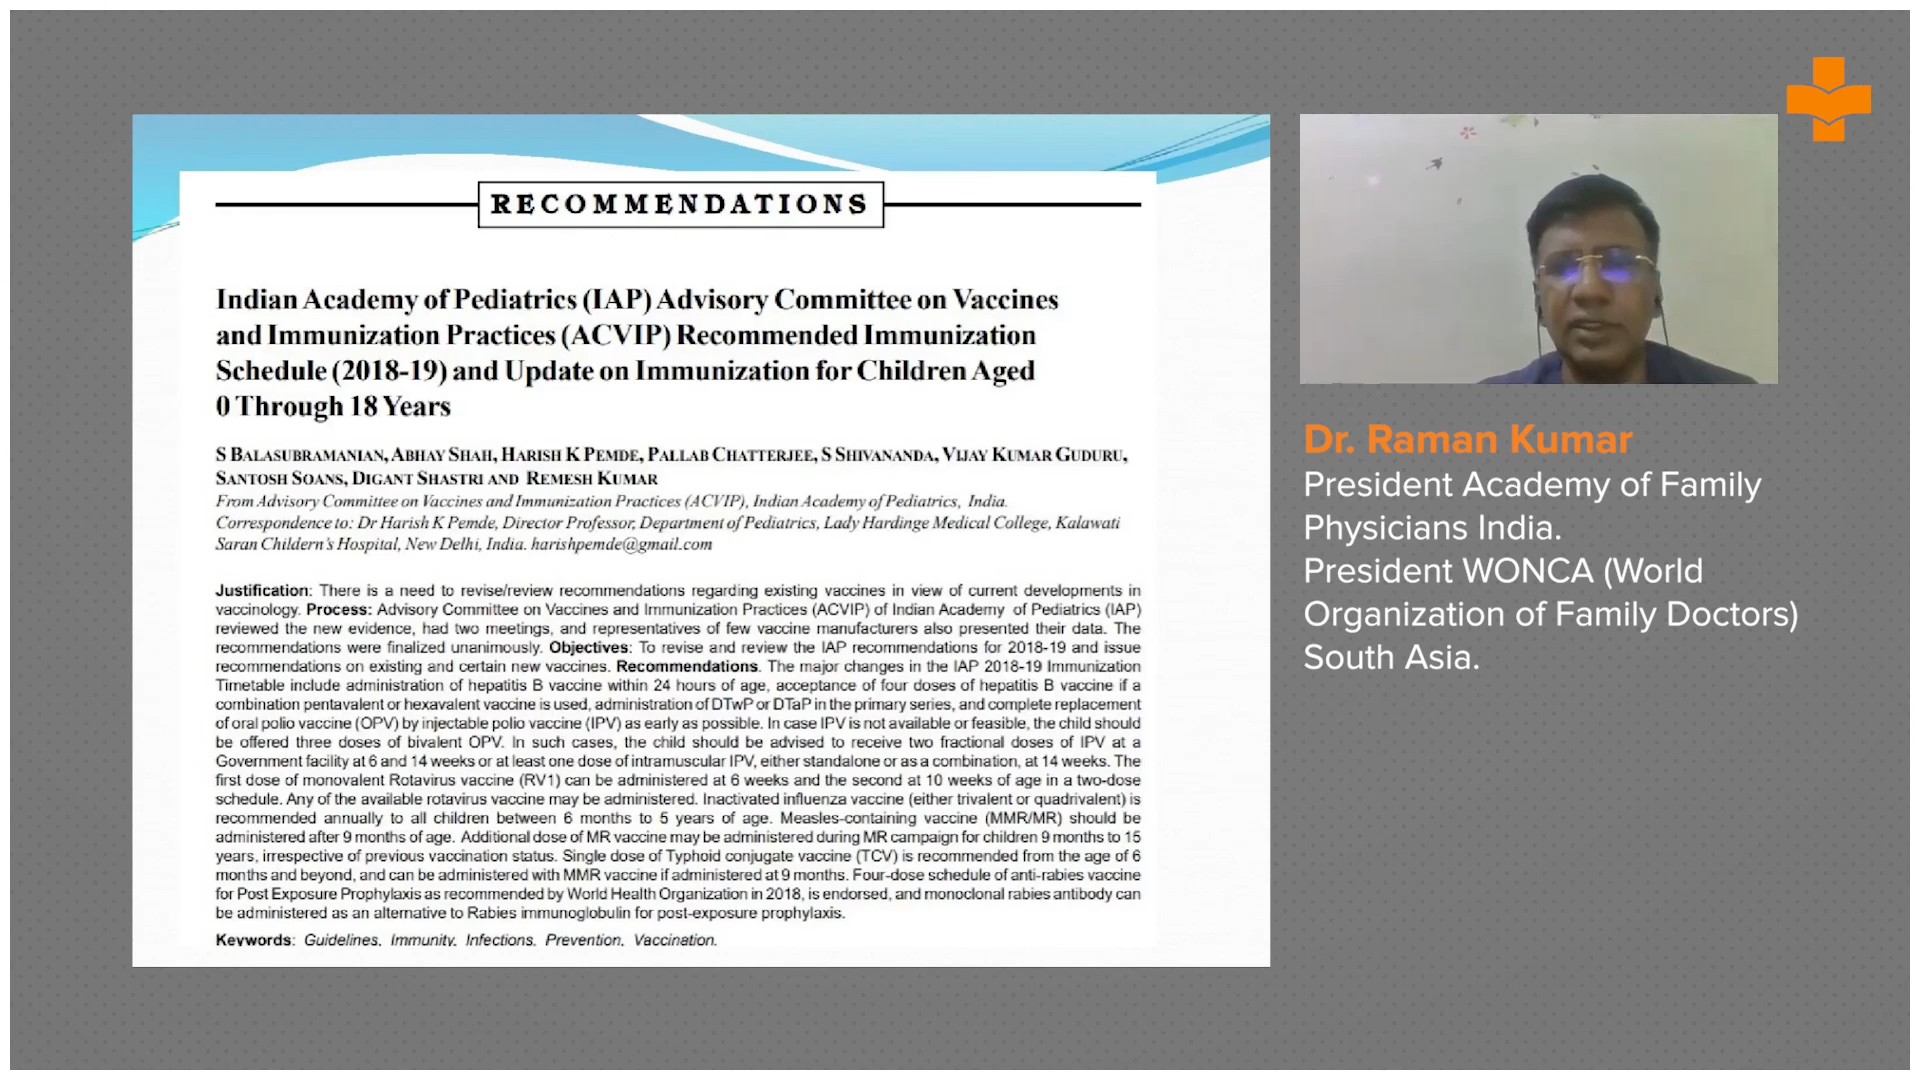 RECOMMENDATIONS
Indian Academy of Pediatrics (IAP) Advisory Committee on Vaccines
and Immunization Practices (ACVIP) Recommended Immunization
Schedule (2018-19) and Update on Immunization for Children Aged
0 Through 18 Years
S BALASUBRAMANIAN, ABHAY SHAH, HARISH K PEMDE, PALLAB CHATTERJEE, S SHIVANANDA, VIJAY KUMAR GUDURU,
SANTOSH SOANS, DIGANT SHASTRI AND REMESH KUMAR
From Advisory Committee on Vaccines and Immunization Practices (ACVIP), Indian Academy of Pediatrics, India.
Correspondence to: Dr Harish K Pemde, Director Professor, Department of Pediatrics, Lady Hardinge Medical College, Kalawati
Saran Childern's Hospital, New Delhi, India. harishpemde@gmail.com
Justification: There is a need to revise/review recommendations regarding existing vaccines in view of current developments in
vaccinology. Process: Advisory Committee on Vaccines and Immunization Practices (ACVIP) of Indian Academy of Pediatrics (IAP)
reviewed the new evidence, had two meetings, and representatives of few vaccine manufacturers also presented their data. The
recommendations were finalized unanimously. Objectives: To revise and review the IAP recommendations for 2018-19 and issue
recommendations on existing and certain new vaccines. Recommendations. The major changes in the IAP 2018-19 Immunization
Timetable include administration of hepatitis B vaccine within 24 hours of age, acceptance of four doses of hepatitis B vaccine if a
combination pentavalent or hexavalent vaccine is used, administration of DTwP or DTaP in the primary series, and complete replacement
of oral polio vaccine (OPV) by injectable polio vaccine (IPV) as early as possible. In case IPV is not available or feasible, the child should
be offered three doses of bivalent OPV. In such cases, the child should be advised to receive two fractional doses of IPV at a
Government facility at 6 and 14 weeks or at least one dose of intramuscular IPV, either standalone or as a combination, at 14 weeks. The
first dose of monovalent Rotavirus vaccine (RV1) can be administered at 6 weeks and the second at 10 weeks of age in a two-dose
schedule. Any of the available rotavirus vaccine may be administered. Inactivated influenza vaccine (either trivalent or quadrivalent) is
recommended annually to all children between 6 months to 5 years of age. Measles-containing vaccine (MMR/MR) should be
administered after 9 months of age. Additional dose of MR vaccine may be administered during MR campaign for children 9 months to 15
years, irrespective of previous vaccination status. Single dose of Typhoid conjugate vaccine (TCV) is recommended from the age of 6
months and beyond, and can be administered with MMR vaccine if administered at 9 months. Four-dose schedule of anti-rabies vaccine
for Post Exposure Prophylaxis as recommended by World Health Organization in 2018, is endorsed, and monoclonal rabies antibody can
be administered as an alternative to Rabies immunoglobulin for post-exposure prophylaxis.
Keywords: Guidelines, Immunity, Infections, Prevention, Vaccination.
Dr. Raman Kumar
President Academy of Family
Physicians India.
President WONCA (World
Organization of Family Doctors)
South Asia.